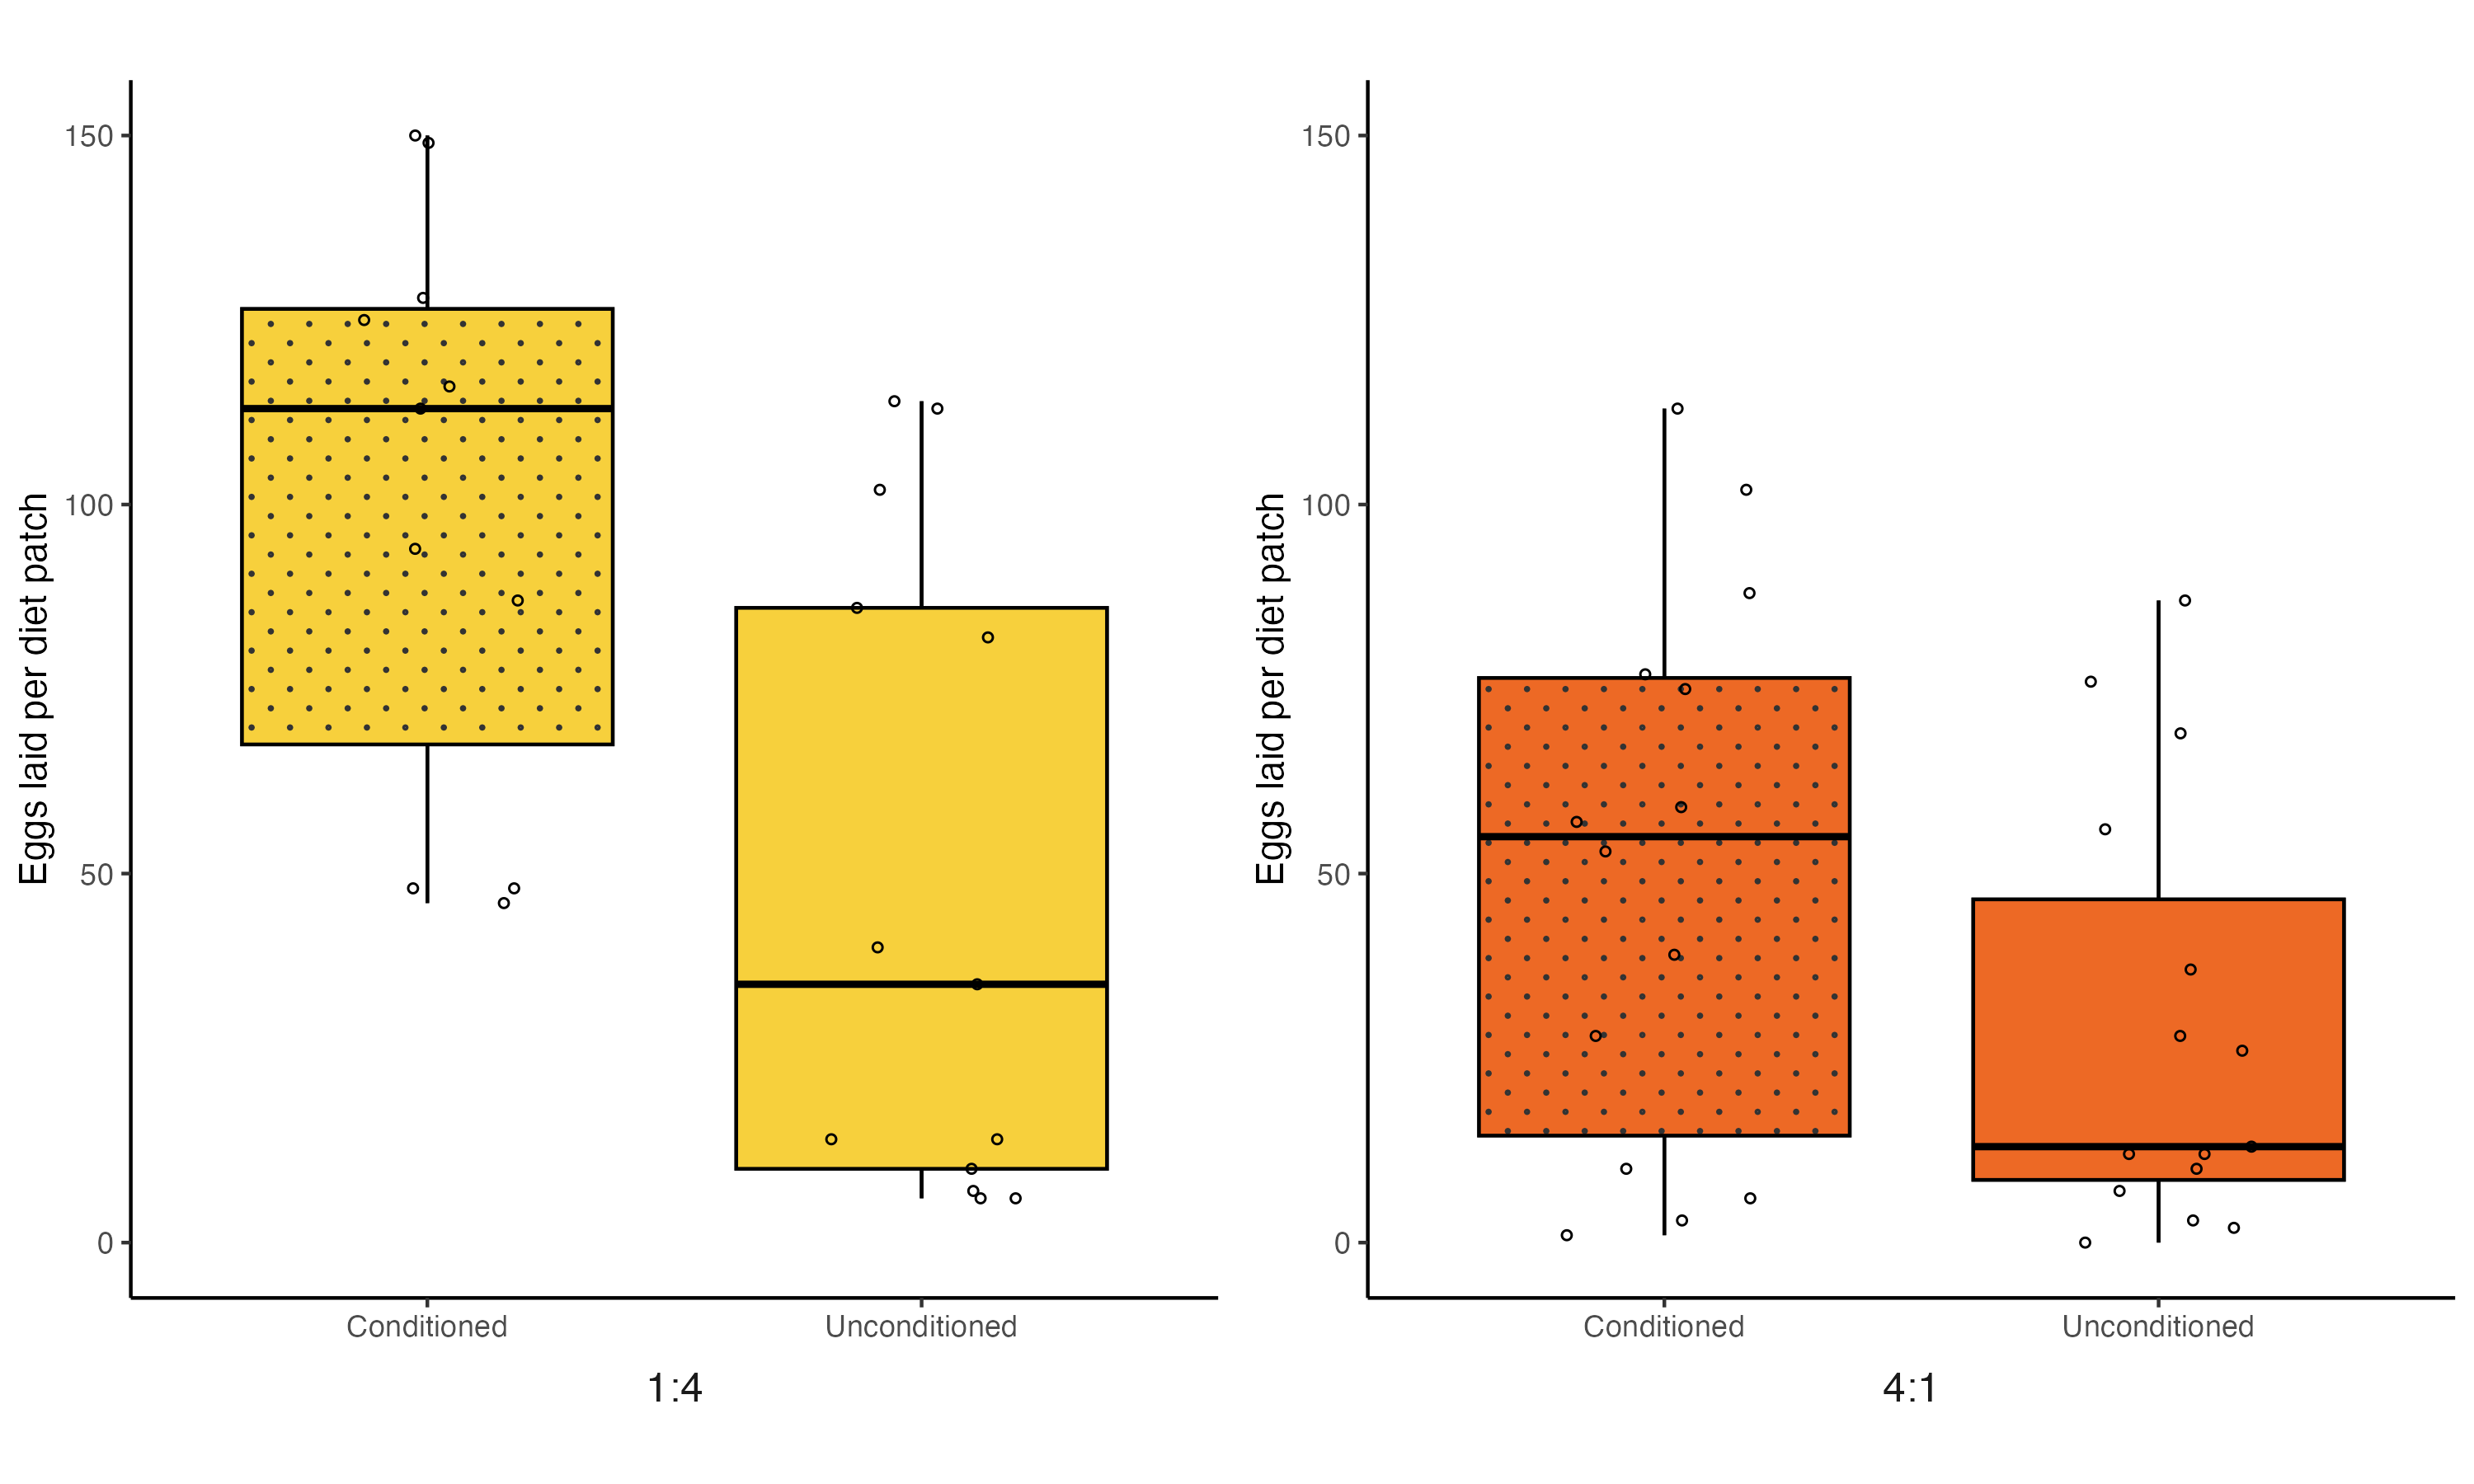 Eggs laid per diet patch
150
100
50
0
Conditioned
Unconditioned
1:4
Eggs laid per diet patch
150
100
50
0
Conditioned
Unconditioned
4:1